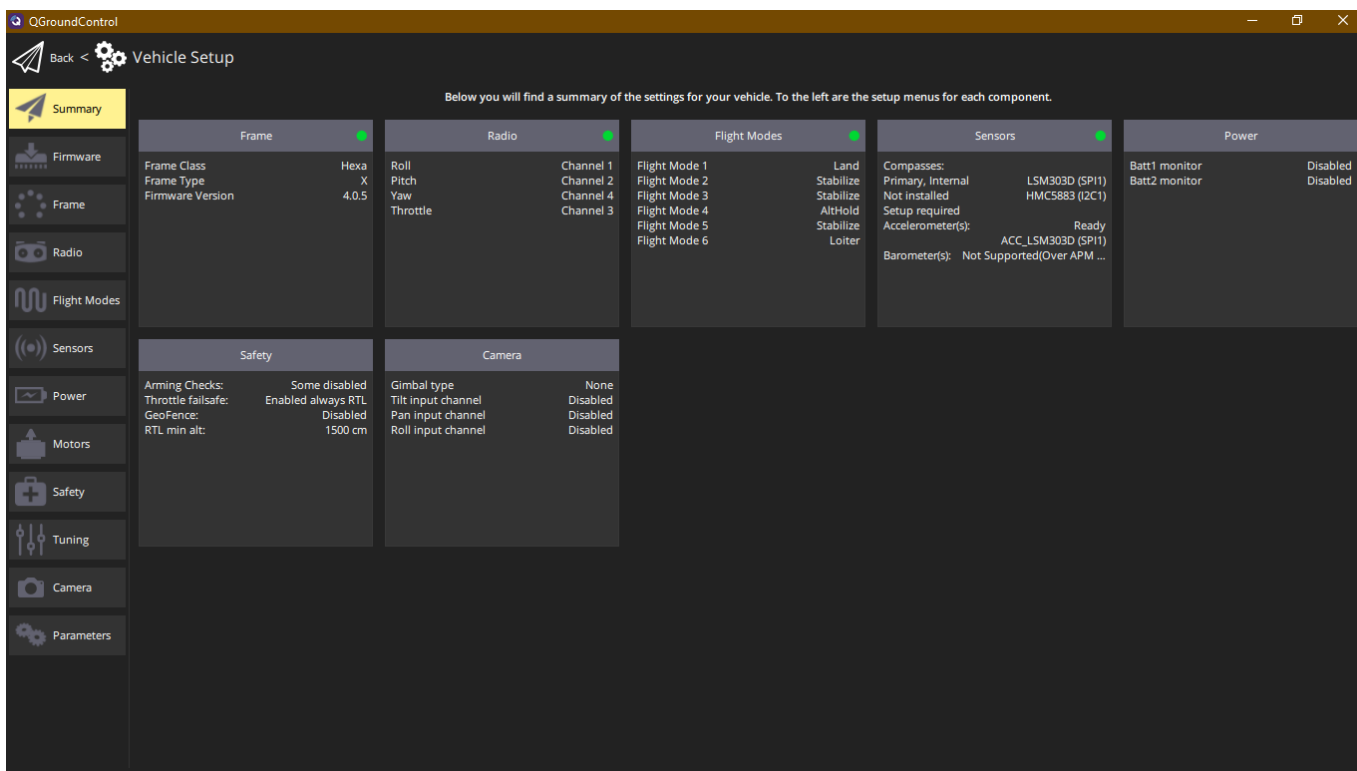 QGroundControl
Back < Vehicle Setup
Below you will find a summary of the settings for your vehicle. To the left are the setup menus for each component.
Summary
Firmware
Frame
Radio
Flight Modes
Sensors
Power
Motors
Safety
Tuning
Camera
Parameters
Frame
Frame Class Hexa
Frame Type X
Firmware Version 4.0.5
Radio
Roll Channel 1
Pitch Channel 2
Yaw Channel 4
Throttle Channel 3
Flight Modes
Flight Mode 1 Land
Flight Mode 2 Stabilize
Flight Mode 3 Stabilize
Flight Mode 4 AltHold
Flight Mode 5 Stabilize
Flight Mode 6 Loiter
Sensors
Compasses:
Primary, Internal LSM303D (SPI1)
Not installed HMC5883 (I2C1)
Setup required
Accelerometer(s): Ready
ACC_LSM303D (SPI1)
Barometer(s): Not Supported(Over APM ...
Power
Batt1 monitor Disabled
Batt2 monitor Disabled
Safety
Arming Checks: Some disabled
Throttle failsafe: Enabled always RTL
GeoFence: Disabled
RTL min alt: 1500 cm
Camera
Gimbal type None
Tilt input channel Disabled
Pan input channel Disabled
Roll input channel Disabled